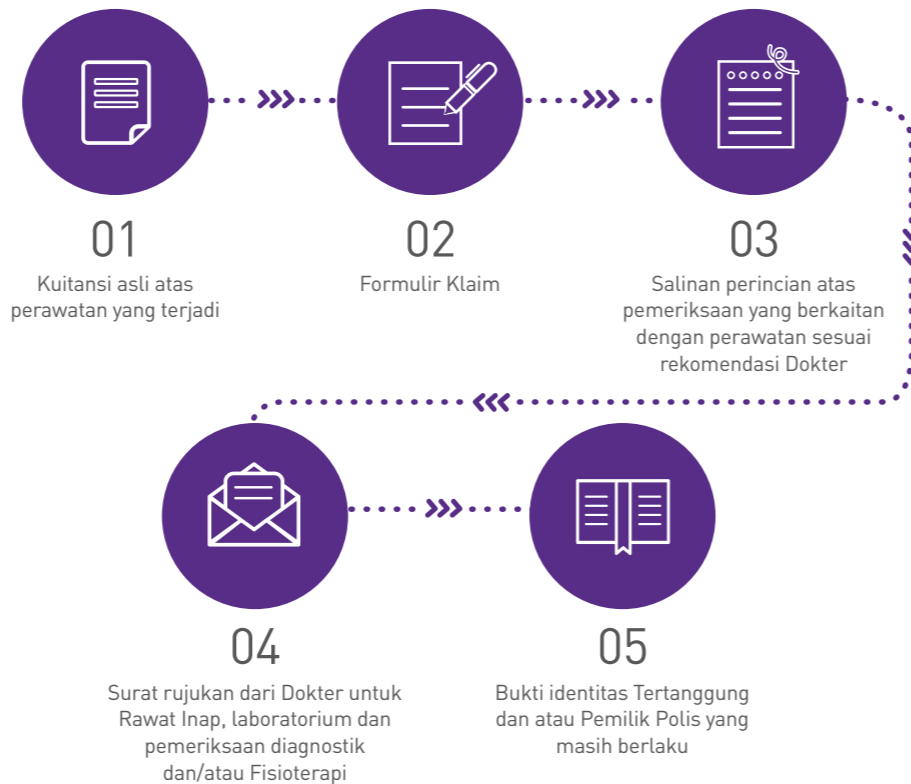 01
Kuitansi asli atas
perawatan yang terjadi
02
Formulir Klaim
03
Salinan perincian atas
pemeriksaan yang berkaitan
dengan perawatan sesuai
rekomendasi Dokter
04
Surat rujukan dari Dokter untuk
Rawat Inap, laboratorium dan
pemeriksaan diagnostik
dan/atau Fisioterapi
05
Bukti identitas Tertanggung
dan atau Pemilik Polis yang
masih berlaku